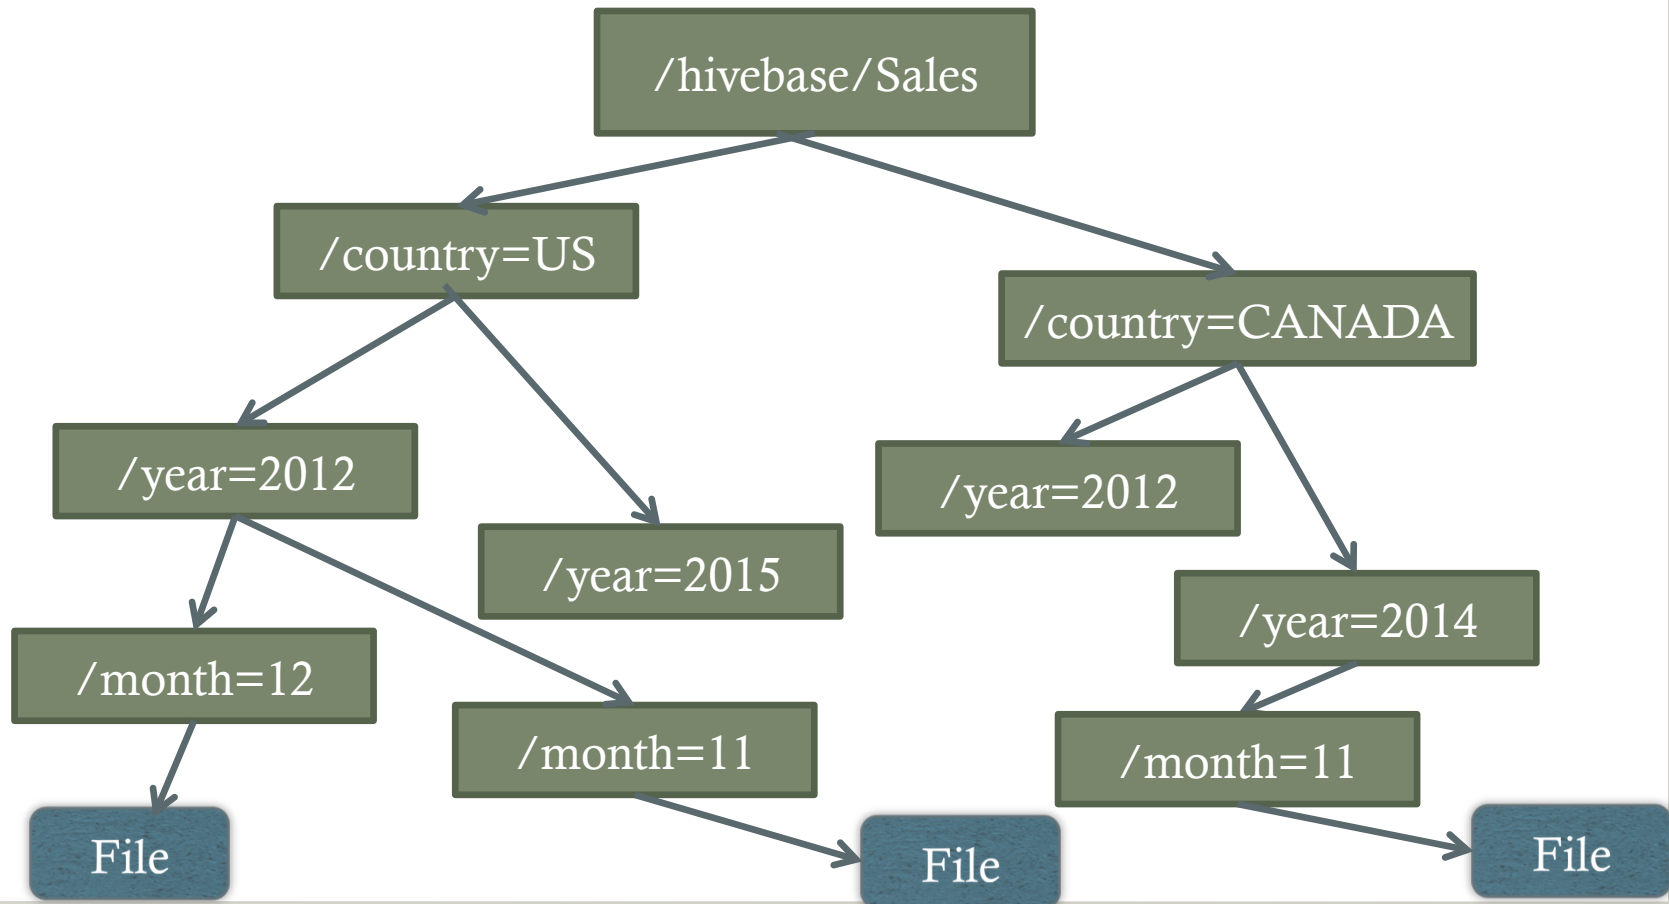 /hivebase/Sales
/country=US
/country=CANADA
/year=2012
/year=2012
/year=2015
/year=2014
/month=12
/month=11
/month=11
File
File
File